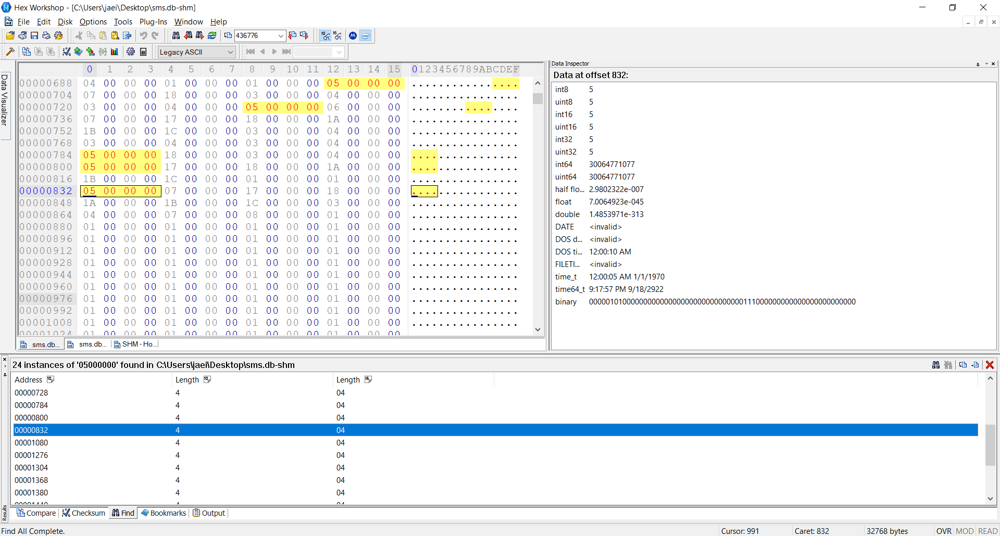 Hex Workshop - [C:\Users\jaei\Desktop\sms.db-shm]
File Edit Disk Options Tools Plug-Ins Window Help
436776
Legacy ASCII
Data Visualizer
0 1 2 3 4 5 6 7 8 9 10 11 12 13 14 15 0123456789ABCDEF
00000688 04 00 00 00 01 00 00 00 01 00 00 00 05 00 00 00 ................
00000704 07 00 00 00 18 00 00 00 03 00 00 00 04 00 00 00 ................
00000720 03 00 00 00 04 00 00 00 05 00 00 00 06 00 00 00 ................
00000736 07 00 00 00 17 00 00 00 18 00 00 00 1A 00 00 00 ................
00000752 1B 00 00 00 1C 00 00 00 03 00 00 00 04 00 00 00 ................
00000768 03 00 00 00 04 00 00 00 03 00 00 00 04 00 00 00 ................
00000784 05 00 00 00 18 00 00 00 03 00 00 00 04 00 00 00 ................
00000800 05 00 00 00 17 00 00 00 18 00 00 00 1A 00 00 00 ................
00000816 1B 00 00 00 1C 00 00 00 01 00 00 00 01 00 00 00 ................
00000832 05 00 00 00 07 00 00 00 17 00 00 00 18 00 00 00 ................
00000848 1A 00 00 00 1B 00 00 00 1C 00 00 00 03 00 00 00 ................
00000864 04 00 00 00 07 00 00 00 08 00 00 00 01 00 00 00 ................
00000880 01 00 00 00 01 00 00 00 01 00 00 00 01 00 00 00 ................
00000896 01 00 00 00 01 00 00 00 01 00 00 00 01 00 00 00 ................
00000912 01 00 00 00 01 00 00 00 01 00 00 00 01 00 00 00 ................
00000928 01 00 00 00 01 00 00 00 01 00 00 00 01 00 00 00 ................
00000944 01 00 00 00 01 00 00 00 01 00 00 00 01 00 00 00 ................
00000960 01 00 00 00 01 00 00 00 01 00 00 00 01 00 00 00 ................
00000976 01 00 00 00 01 00 00 00 01 00 00 00 01 00 00 00 ................
00000992 01 00 00 00 01 00 00 00 01 00 00 00 01 00 00 00 ................
00001008 01 00 00 00 01 00 00 00 01 00 00 00 01 00 00 00 ................
00001024 01 00 00 00 01 00 00 00 01 00 00 00 01 00 00 00
sms.db... sms.db... SHM - Ho...
Data Inspector
Data at offset 832:
int8 5
uint8 5
int16 5
uint16 5
int32 5
uint32 5
int64 30064771077
uint64 30064771077
half flo... 2.9802322e-007
float 7.0064923e-045
double 1.4853971e-313
DATE <invalid>
DOS d... <invalid>
DOS ti... 12:00:10 AM
FILETI... <invalid>
time_t 12:00:05 AM 1/1/1970
time64_t 9:17:57 PM 9/18/2922
binary 0000010100000000000000000000000000000111000000000000000000000000
24 instances of '05000000' found in C:\Users\jaei\Desktop\sms.db-shm
Address Length Length
00000728 4 04
00000784 4 04
00000800 4 04
00000832 4 04
00001080 4 04
00001276 4 04
00001304 4 04
00001368 4 04
00001380 4 04
00001440 4 04
Results
Compare Checksum Find Bookmarks Output
Find All Complete.
Cursor: 991 Caret: 832 32768 bytes OVR MOD READ